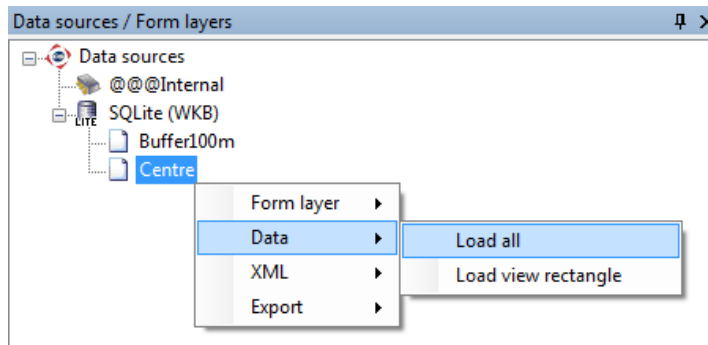 Data sources / Form layers
Data sources
@@@Internal
LITE SQLite (WKB)
Buffer100m
Centre
Form layer
Data Load all
XML Load view rectangle
Export